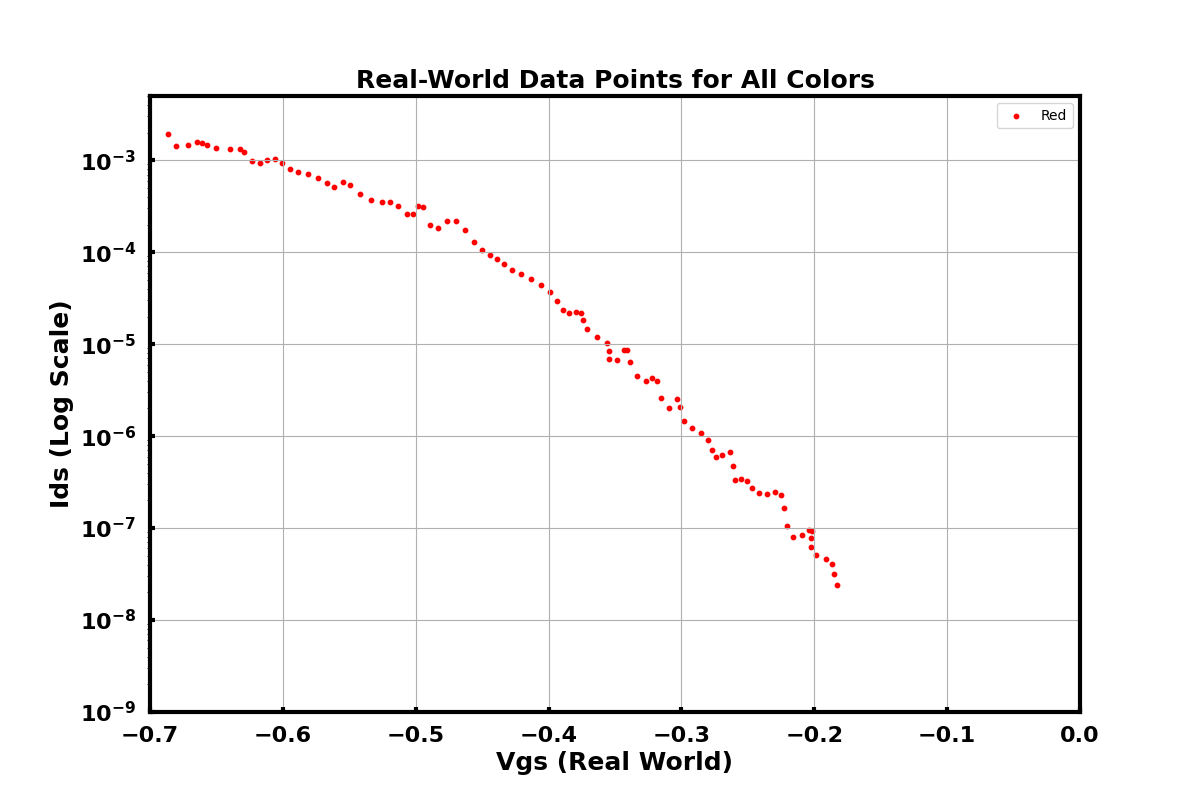 Real-World Data Points for All Colors
Red
Ids (Log Scale)
10⁻³
10⁻⁴
10⁻⁵
10⁻⁶
10⁻⁷
10⁻⁸
10⁻⁹
−0.7 −0.6 −0.5 −0.4 −0.3 −0.2 −0.1 0.0
Vgs (Real World)